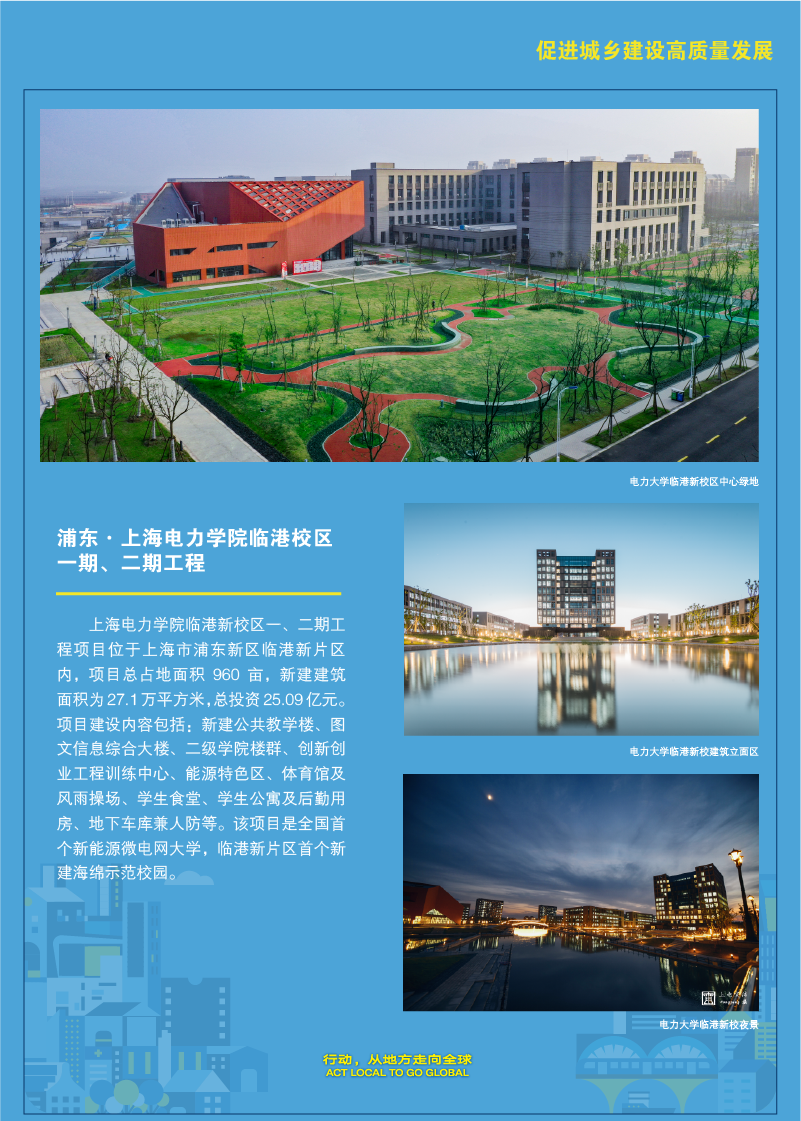 促进城乡建设高质量发展
电力大学临港新校区中心绿地
浦东·上海电力学院临港校区
一期、二期工程
上海电力学院临港新校区一、二期工
程项目位于上海市浦东新区临港新片区
内，项目总占地面积 960 亩，新建建筑
面积为27.1万平方米，总投资25.09亿元。
项目建设内容包括：新建公共教学楼、图
文信息综合大楼、二级学院楼群、创新创
业工程训练中心、能源特色区、体育馆及
风雨操场、学生食堂、学生公寓及后勤用
房、地下车库兼人防等。该项目是全国首
个新能源微电网大学，临港新片区首个新
建海绵示范校园。
电力大学临港新校建筑立面区
电力大学临港新校夜景
行动，从地方走向全球
ACT LOCAL TO GO GLOBAL